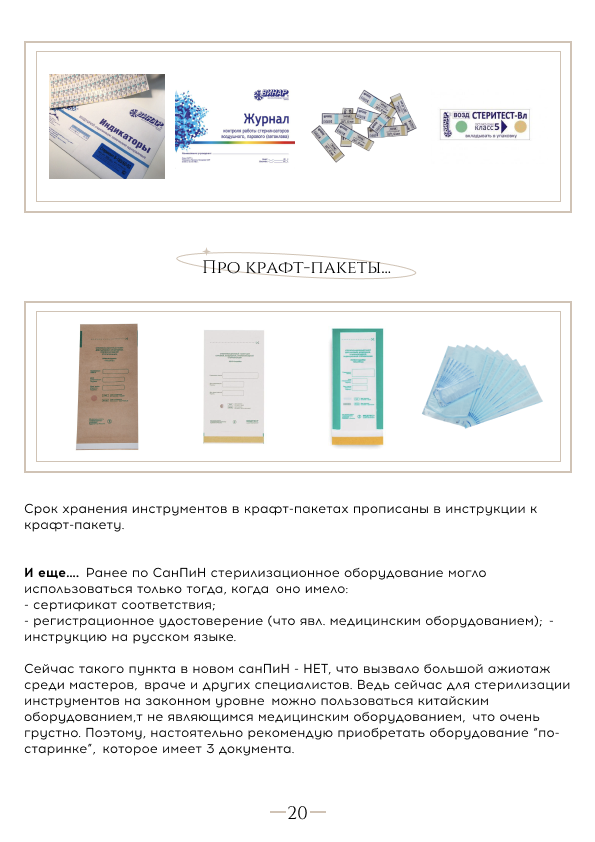 Индикаторы
ВИНАР
Журнал
контроля работы стерилизаторов
воздушного, парового (автоклава)
ВИНАР
ВОЗД СТЕРИТЕСТ-Вл
класс 5
вкладывать в упаковку
Про крафт-пакеты...
Срок хранения инструментов в крафт-пакетах прописаны в инструкции к
крафт-пакету.
И еще.... Ранее по СанПиН стерилизационное оборудование могло
использоваться только тогда, когда оно имело:
- сертификат соответствия;
- регистрационное удостоверение (что явл. медицинским оборудованием); -
инструкцию на русском языке.
Сейчас такого пункта в новом санПиН - НЕТ, что вызвало большой ажиотаж
среди мастеров, враче и других специалистов. Ведь сейчас для стерилизации
инструментов на законном уровне можно пользоваться китайским
оборудованием,т не являющимся медицинским оборудованием, что очень
грустно. Поэтому, настоятельно рекомендую приобретать оборудование “по-
старинке”, которое имеет 3 документа.
20